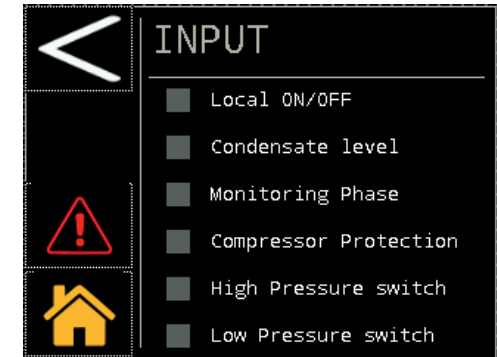 INPUT
Local ON/OFF
Condensate level
Monitoring Phase
Compressor Protection
High Pressure switch
Low Pressure switch